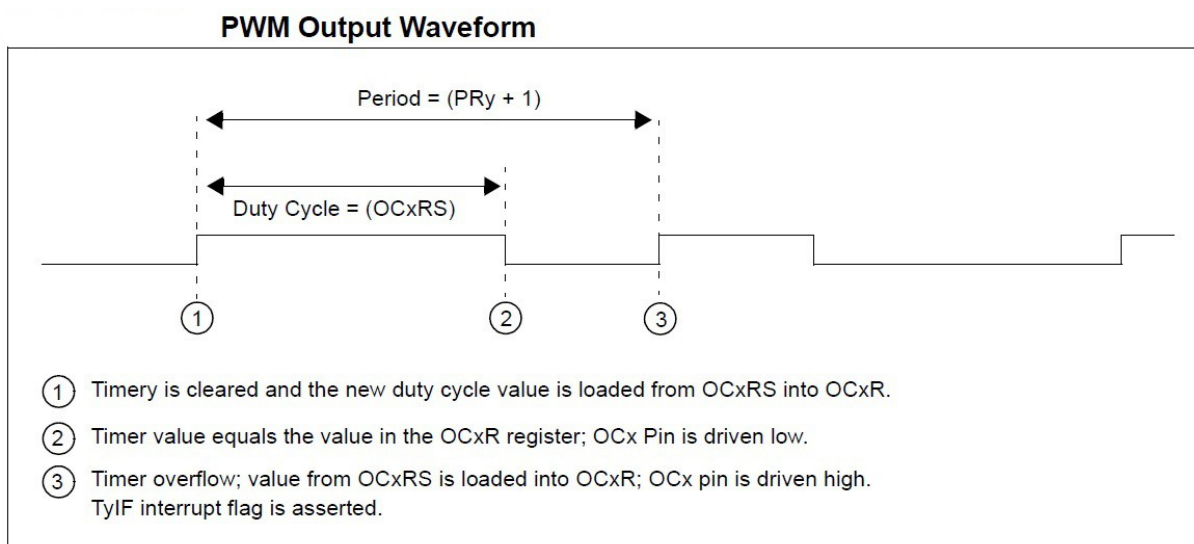 PWM Output Waveform
Period = (PRy + 1)
Duty Cycle = (OCxRS)
1
2
3
1 Timery is cleared and the new duty cycle value is loaded from OCxRS into OCxR.
2 Timer value equals the value in the OCxR register; OCx Pin is driven low.
3 Timer overflow; value from OCxRS is loaded into OCxR; OCx pin is driven high.
TyIF interrupt flag is asserted.